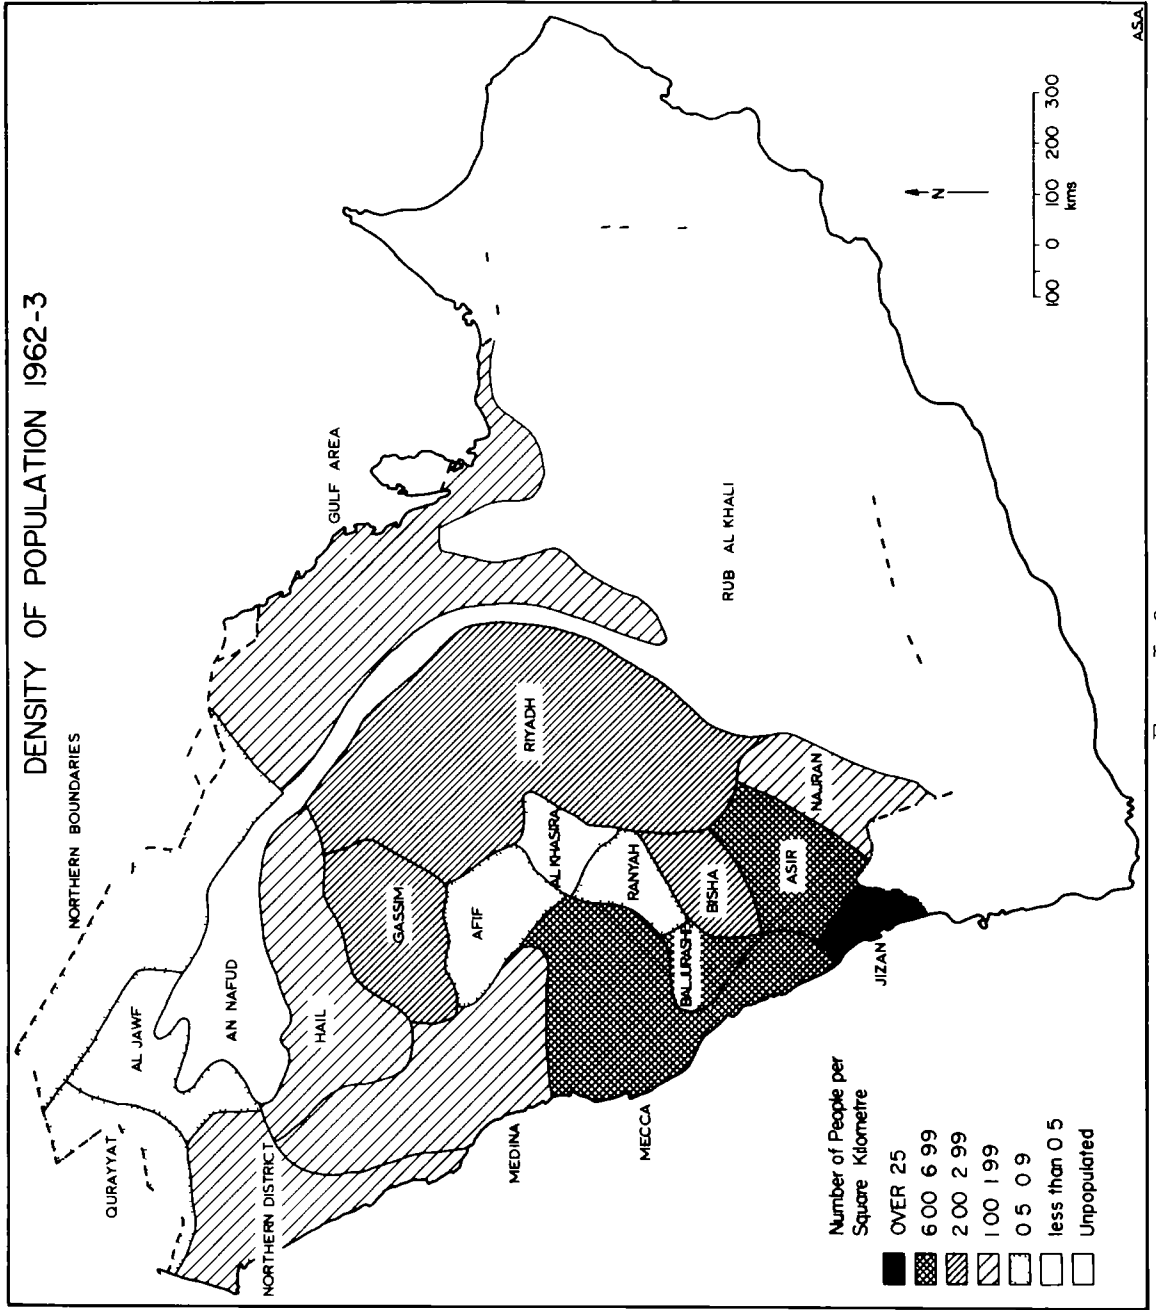 DENSITY OF POPULATION 1962-3
NORTHERN BOUNDARIES
GULF AREA
QURAYYAT
AL JAWF
AN NAFUD
HAIL
NORTHERN DISTRICT
GASSIM
RIYADH
AFIF
AL KHASIRA
RANYAH
BISHA
BALJURASHI
MEDINA
MECCA
ASIR
NAJRAN
JIZAN
RUB AL KHALI
Number of People per
Square Kilometre
OVER 25
6 00 6 99
2 00 2 99
1 00 1 99
0 5 0 9
less than 0 5
Unpopulated
N
100 0 100 200 300
kms
A.S.A.